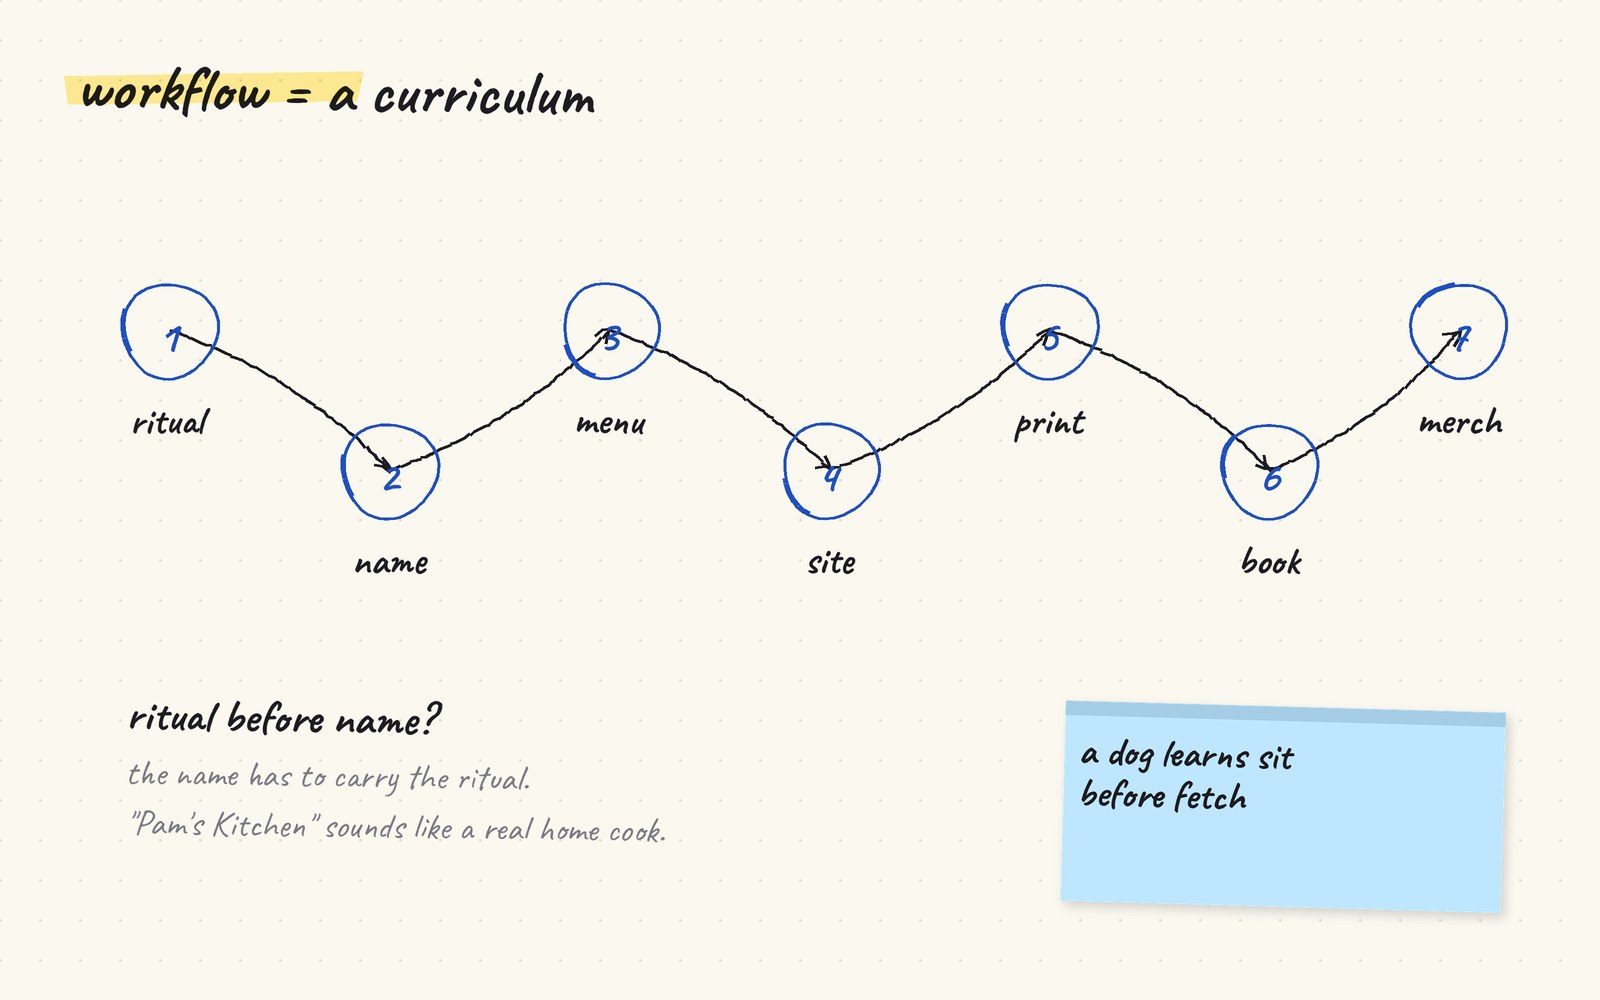 workflow = a curriculum
1
ritual
2
name
3
menu
4
site
5
print
6
book
7
merch
ritual before name?
the name has to carry the ritual.
"Pam's Kitchen" sounds like a real home cook.
a dog learns sit
before fetch